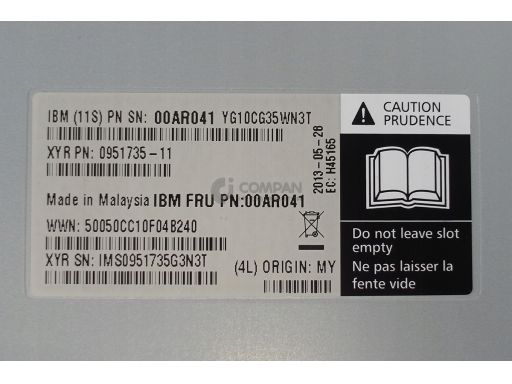 IBM (11S) PN SN: 00AR041 YG10CG35WN3T
XYR PN: 0951735-11
Made in Malaysia IBM FRU PN:00AR041
WWN: 50050CC10F04B240
XYR SN: IMS0951735G3N3T
(4L) ORIGIN: MY
2013-05-28
EC: H45165
COMPAN
CAUTION
PRUDENCE
Do not leave slot
empty
Ne pas laisser la
fente vide